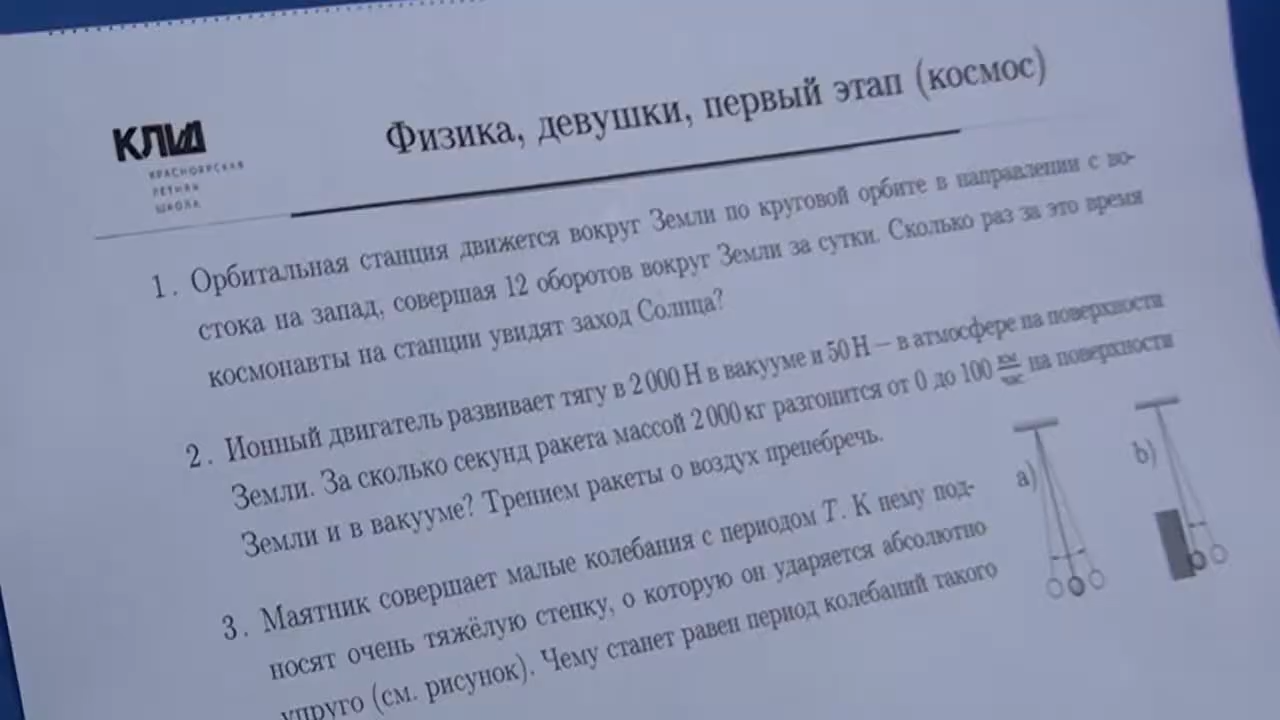 КЛШ
КРАСНОЯРСКАЯ
ЛЕТНЯЯ
ШКОЛА
Физика, девушки, первый этап (космос)
1. Орбитальная станция движется вокруг Земли по круговой орбите в направлении с во-
стока на запад, совершая 12 оборотов вокруг Земли за сутки. Сколько раз за это время
космонавты на станции увидят заход Солнца?
2. Ионный двигатель развивает тягу в 2 000 Н в вакууме и 50 Н – в атмосфере на поверхности
Земли. За сколько секунд ракета массой 2 000 кг разгонится от 0 до 100 км/час на поверхности
Земли и в вакууме? Трением ракеты о воздух пренебречь.
3. Маятник совершает малые колебания с периодом T. К нему под-
носят очень тяжёлую стенку, о которую он ударяется абсолютно
упруго (см. рисунок). Чему станет равен период колебаний такого
a)
b)